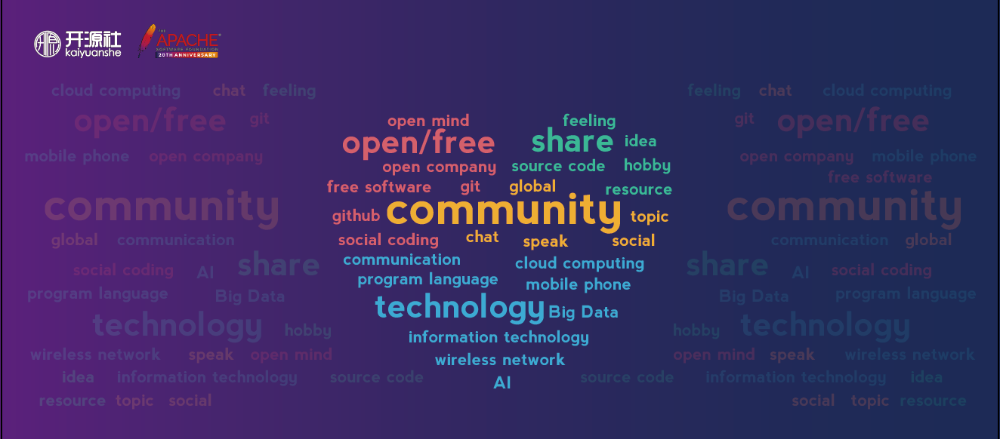 开源社
kaiyuanshe
THE
APACHE
SOFTWARE FOUNDATION
20TH ANNIVERSARY
cloud computing chat feeling
open/free git
mobile phone open company
community
global communication
social coding AI share
program language Big Data
technology hobby
wireless network speak open mind
idea information technology source code
resource topic social
open mind feeling
open/free share idea
open company source code hobby
free software git global resource
github community topic
social coding chat speak social
communication cloud computing
program language mobile phone
technology Big Data
information technology
wireless network
AI
feeling chat cloud computing
git open/free
open company mobile phone
free software
community
communication global
share AI social coding
Big Data program language
hobby technology
open mind speak wireless network
source code information technology idea
social topic resource